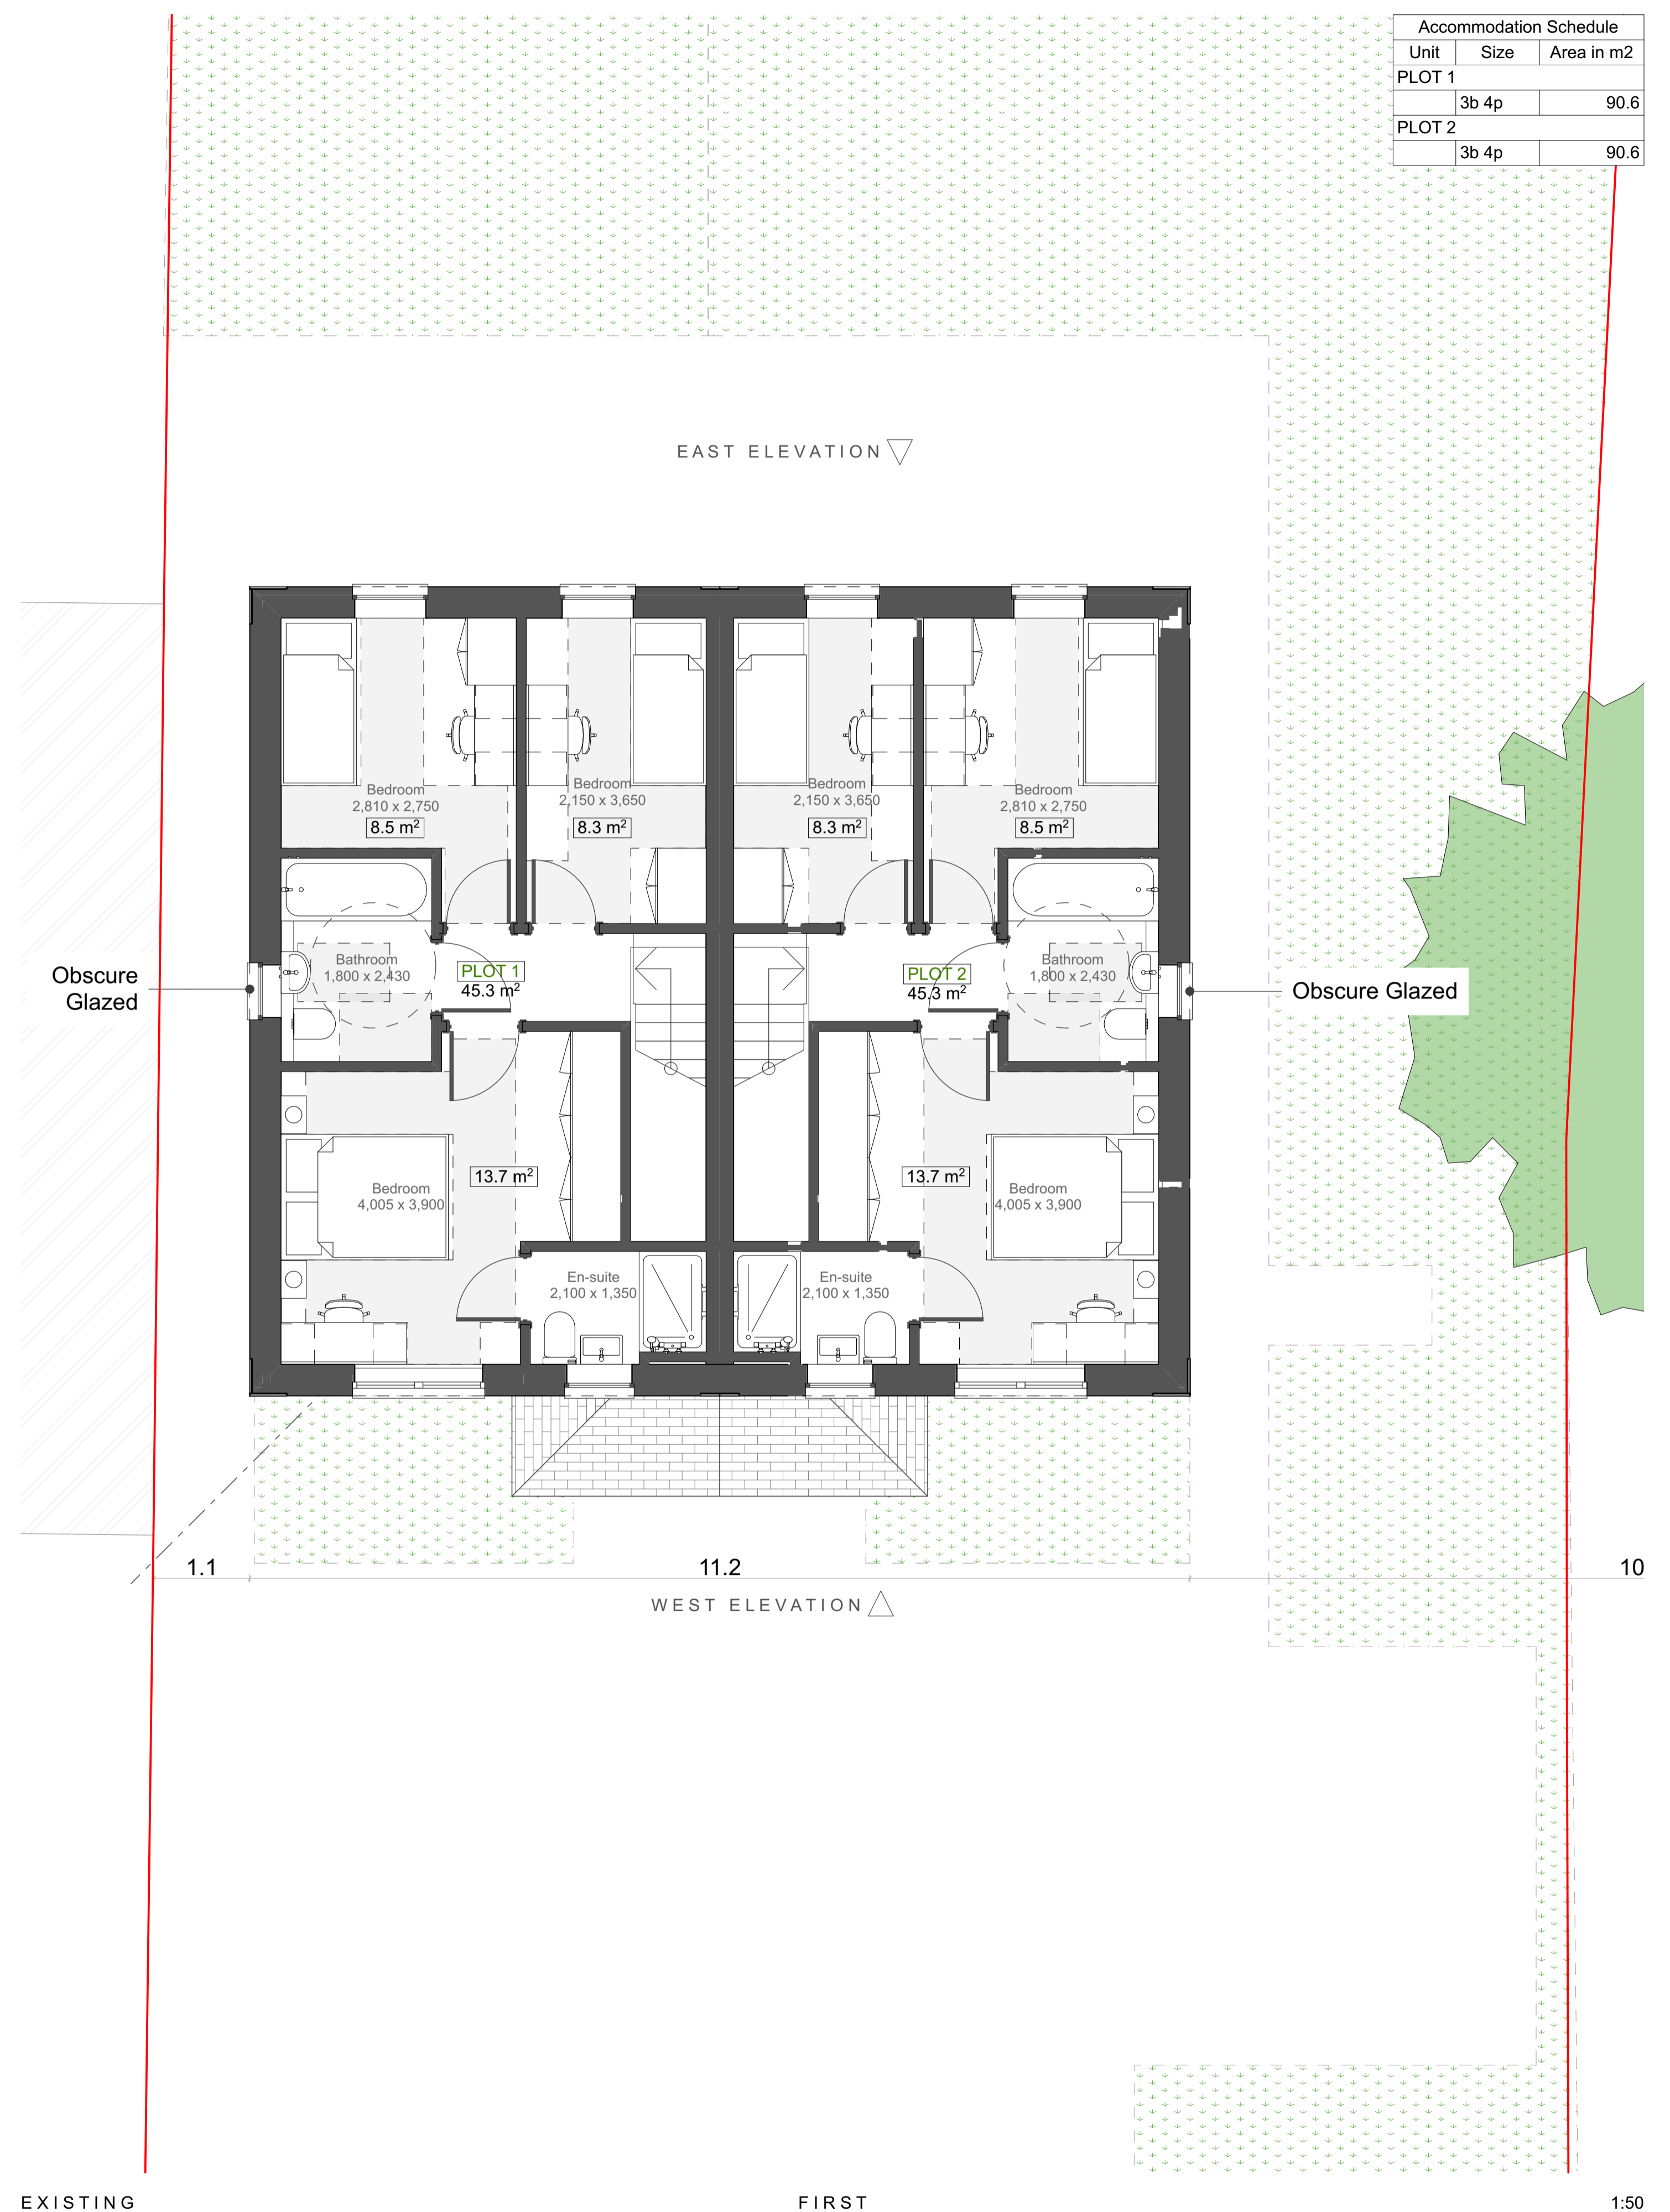 Accommodation Schedule
Unit Size Area in m2
PLOT 1
3b 4p 90.6
PLOT 2
3b 4p 90.6
EAST ELEVATION
Bedroom
2,810 x 2,750
8.5 m²
Bedroom
2,150 x 3,650
8.3 m²
Bedroom
2,150 x 3,650
8.3 m²
Bedroom
2,810 x 2,750
8.5 m²
Obscure
Glazed
Bathroom
1,800 x 2,430
PLOT 1
45.3 m²
PLOT 2
45.3 m²
Bathroom
1,800 x 2,430
Obscure Glazed
13.7 m²
Bedroom
4,005 x 3,900
13.7 m²
Bedroom
4,005 x 3,900
En-suite
2,100 x 1,350
En-suite
2,100 x 1,350
1.1 11.2 10
WEST ELEVATION
EXISTING FIRST 1:50